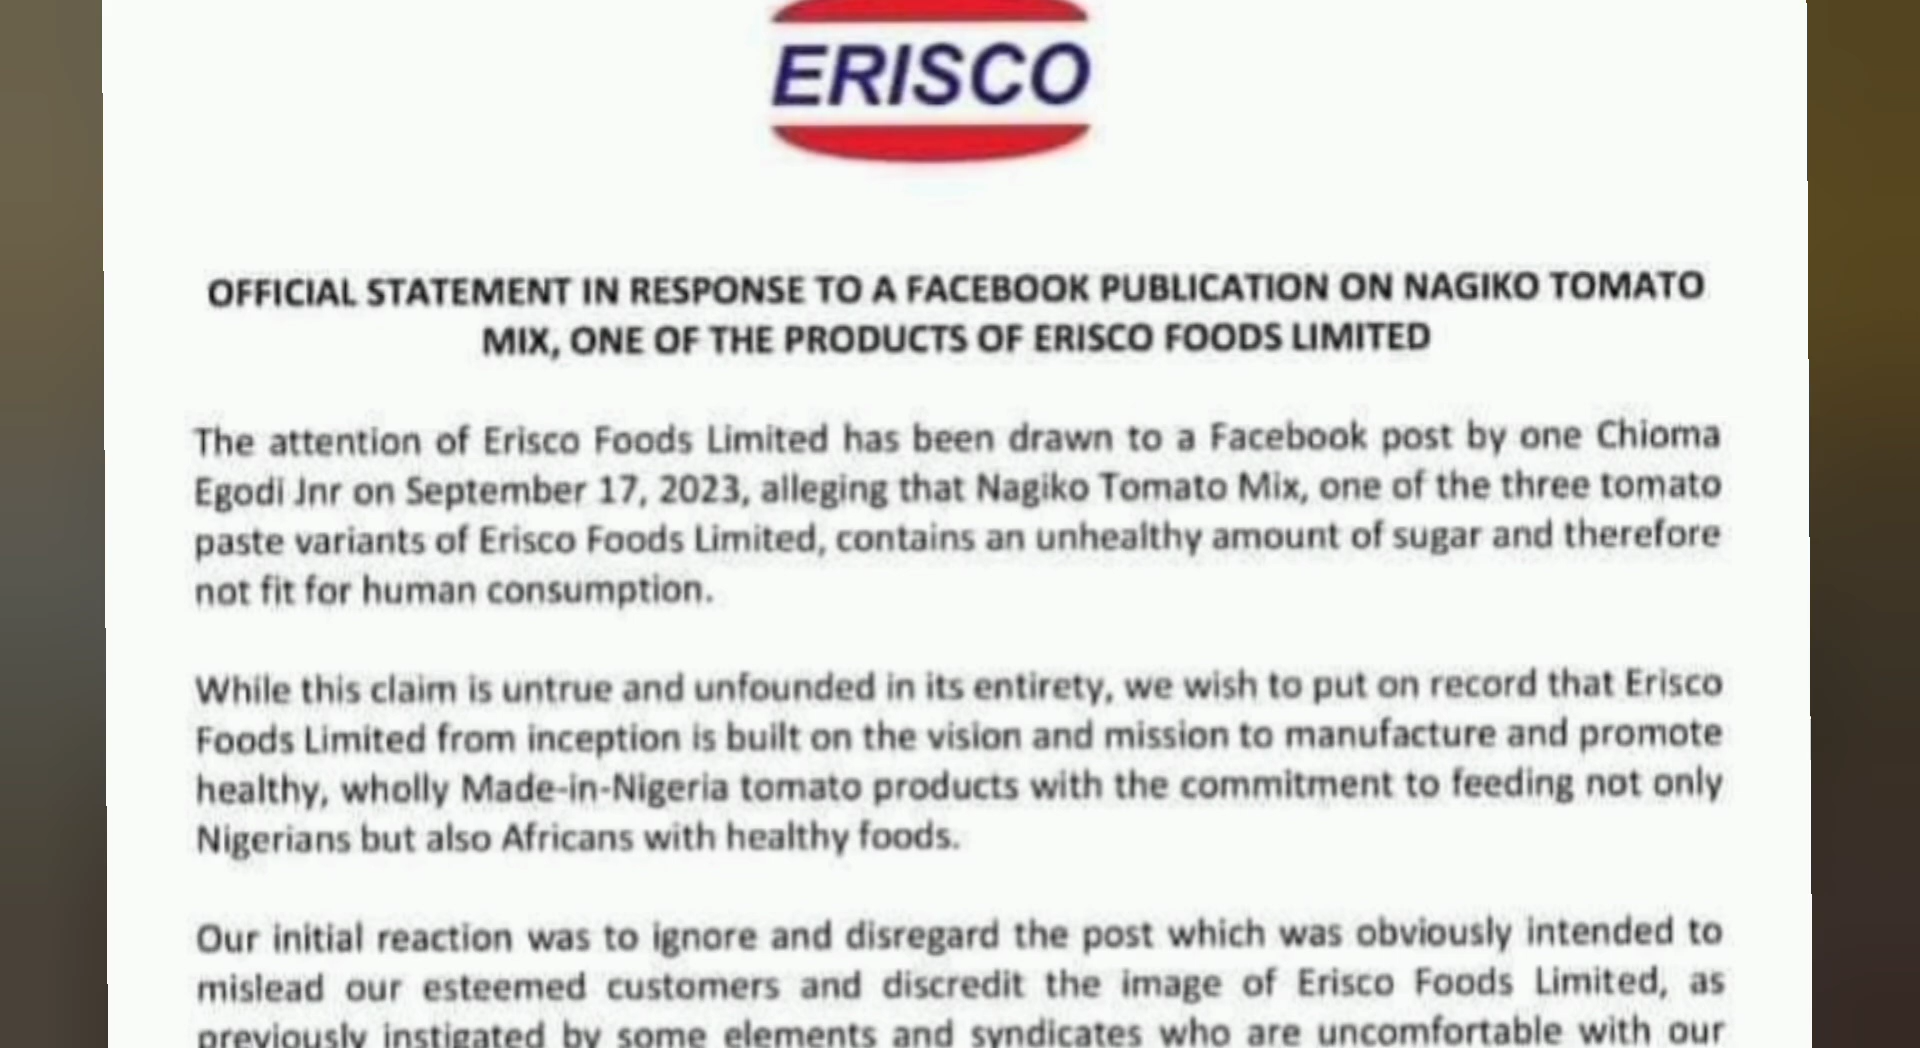 ERISCO
OFFICIAL STATEMENT IN RESPONSE TO A FACEBOOK PUBLICATION ON NAGIKO TOMATO
MIX, ONE OF THE PRODUCTS OF ERISCO FOODS LIMITED
The attention of Erisco Foods Limited has been drawn to a Facebook post by one Chioma
Egodi Jnr on September 17, 2023, alleging that Nagiko Tomato Mix, one of the three tomato
paste variants of Erisco Foods Limited, contains an unhealthy amount of sugar and therefore
not fit for human consumption.
While this claim is untrue and unfounded in its entirety, we wish to put on record that Erisco
Foods Limited from inception is built on the vision and mission to manufacture and promote
healthy, wholly Made-in-Nigeria tomato products with the commitment to feeding not only
Nigerians but also Africans with healthy foods.
Our initial reaction was to ignore and disregard the post which was obviously intended to
mislead our esteemed customers and discredit the image of Erisco Foods Limited, as
previously instigated by some elements and syndicates who are uncomfortable with our